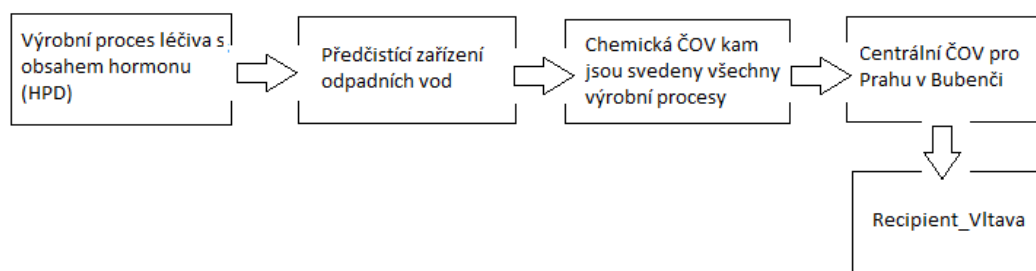 Výrobní proces léčiva s
obsahem hormonu
(HPD)
Předčistící zařízení
odpadních vod
Chemická ČOV kam
jsou svedeny všechny
výrobní procesy
Centrální ČOV pro
Prahu v Bubenči
Recipient_Vltava